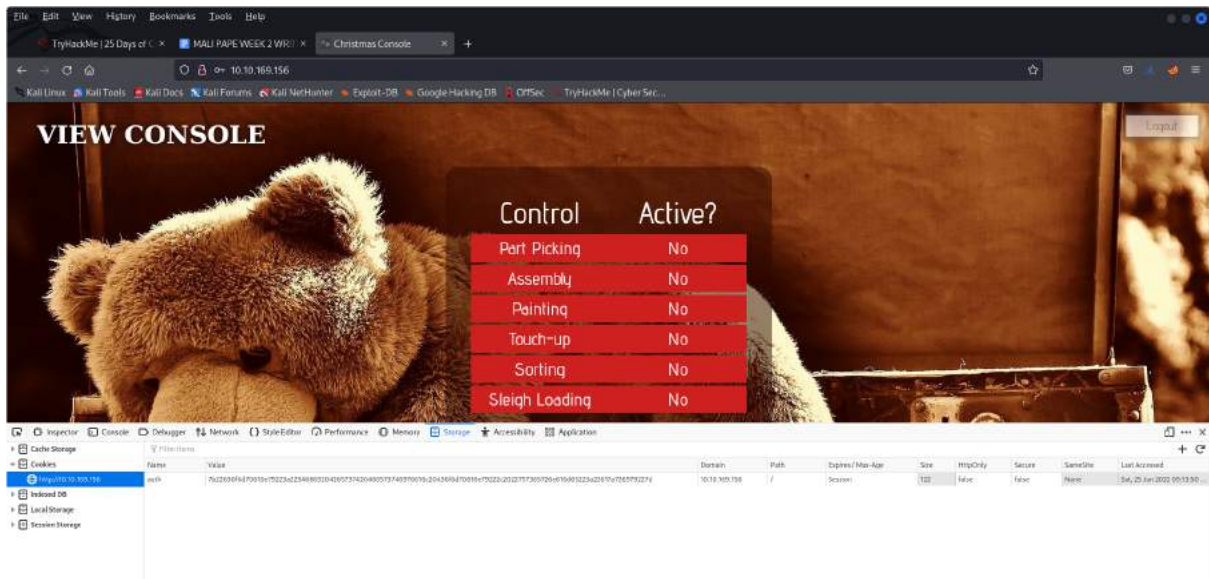 File Edit View History Bookmarks Tools Help
TryHackMe | 25 Days of C × MALI PAPE WEEK 2 WRIT × Christmas Console × +
10.10.169.156
Kali Linux Kali Tools Kali Docs Kali Forums Kali NetHunter Exploit-DB Google Hacking DB OffSec TryHackMe | Cyber Sec...
VIEW CONSOLE
Logout
Control Active?
Part Picking No
Assembly No
Painting No
Touch-up No
Sorting No
Sleigh Loading No
Inspector Console Debugger Network {} Style Editor Performance Memory Storage Accessibility Application
Cache Storage Filter Items
Cookies Name Value Domain Path Expires / Max-Age Size HttpOnly Secure SameSite Last Accessed
http://10.10.169.156 auth 10.10.169.156 / Session 122 false false None Sat, 25 Jun 2022
Indexed DB
Local Storage
Session Storage